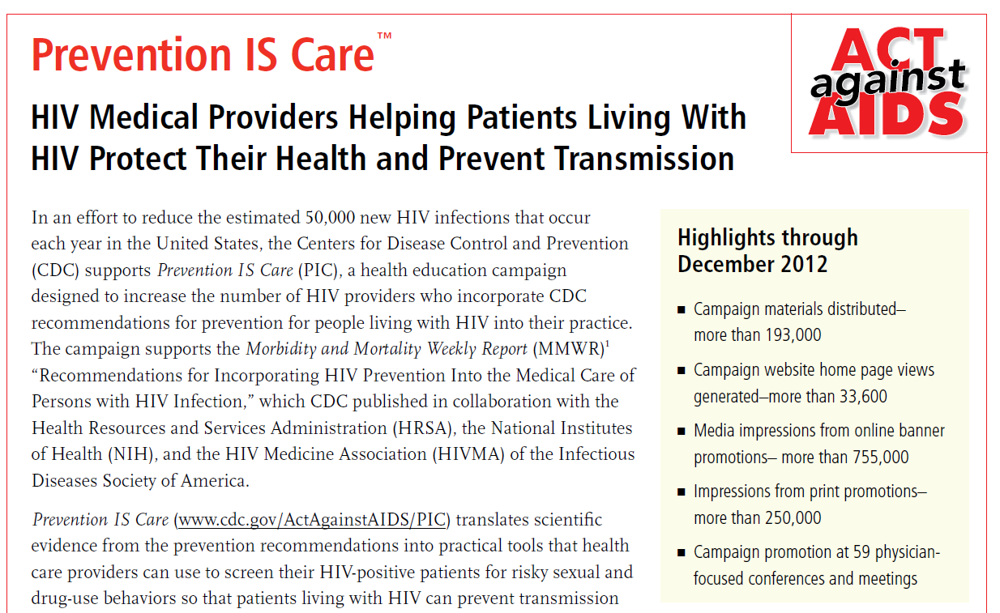 Prevention IS Care™
ACT
against
AIDS
HIV Medical Providers Helping Patients Living With
HIV Protect Their Health and Prevent Transmission
In an effort to reduce the estimated 50,000 new HIV infections that occur
each year in the United States, the Centers for Disease Control and Prevention
(CDC) supports Prevention IS Care (PIC), a health education campaign
designed to increase the number of HIV providers who incorporate CDC
recommendations for prevention for people living with HIV into their practice.
The campaign supports the Morbidity and Mortality Weekly Report (MMWR)¹
“Recommendations for Incorporating HIV Prevention Into the Medical Care of
Persons with HIV Infection,” which CDC published in collaboration with the
Health Resources and Services Administration (HRSA), the National Institutes
of Health (NIH), and the HIV Medicine Association (HIVMA) of the Infectious
Diseases Society of America.
Prevention IS Care (www.cdc.gov/ActAgainstAIDS/PIC) translates scientific
evidence from the prevention recommendations into practical tools that health
care providers can use to screen their HIV-positive patients for risky sexual and
drug-use behaviors so that patients living with HIV can prevent transmission
Highlights through
December 2012
■ Campaign materials distributed–
more than 193,000
■ Campaign website home page views
generated–more than 33,600
■ Media impressions from online banner
promotions– more than 755,000
■ Impressions from print promotions–
more than 250,000
■ Campaign promotion at 59 physician-
focused conferences and meetings